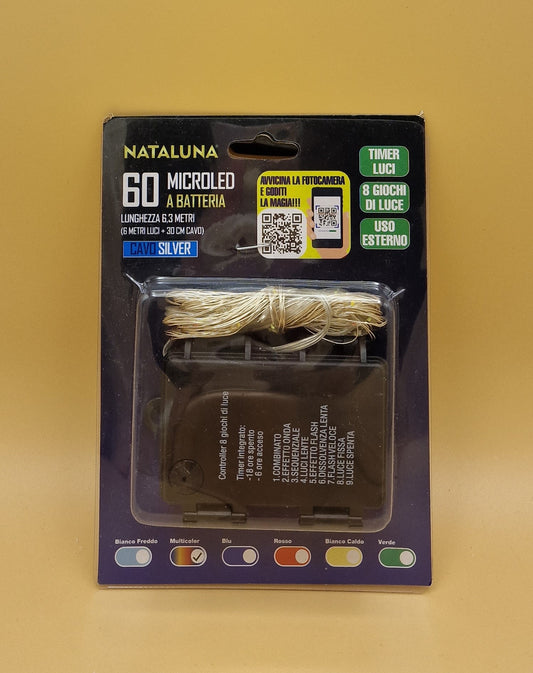 NATALUNA
60 MICROLED
A BATTERIA
LUNGHEZZA 6,3 METRI
(6 METRI LUCI + 30 CM CAVO)
CAVO SILVER
AVVICINA LA FOTOCAMERA
E GODITI
LA MAGIA!!!
TIMER
LUCI
8 GIOCHI
DI LUCE
USO
ESTERNO
Controller 8 giochi di luce
Timer integrato:
-18 ore spento
- 6 ore acceso
1.COMBINATO
2.EFFETTO ONDA
3.SEQUENZIALE
4.LUCI LENTE
5.EFFETTO FLASH
6.DISSOLVENZA LENTA
7.FLASH VELOCE
8.LUCE FISSA
9.LUCE SPENTA
Bianco Freddo
Multicolor
Blu
Rosso
Bianco Caldo
Verde